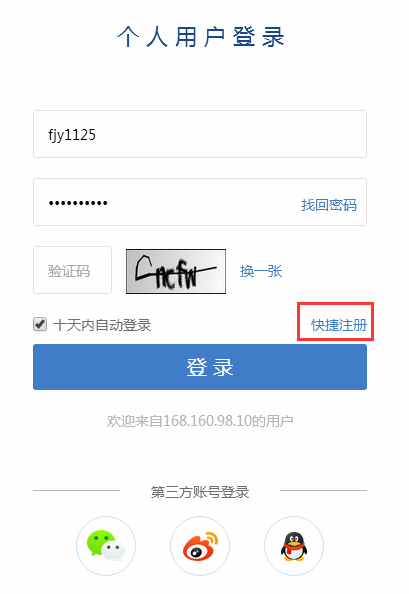 个人用户登录
fjy1125
•••••••••• 找回密码
验证码 换一张
十天内自动登录 快捷注册
登录
欢迎来自168.160.98.10的用户
第三方账号登录